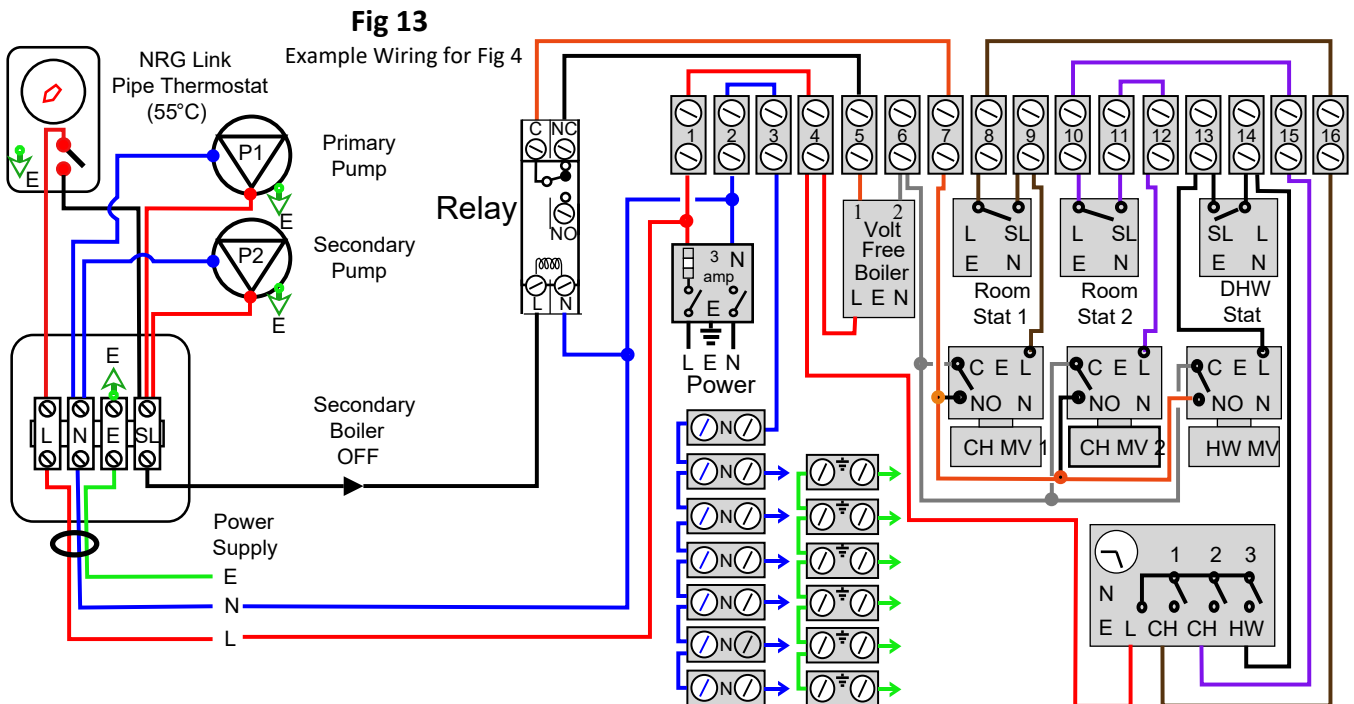 Fig 13
Example Wiring for Fig 4
NRG Link
Pipe Thermostat
(55°C)
E
P1
Primary
Pump
E
P2
Secondary
Pump
E
E
L N E SL
Secondary
Boiler
OFF
Power
Supply
E
N
L
Relay
C NC
NO
L N
1 2 3 4 5 6 7 8 9 10 11 12 13 14 15 16
3 N
amp
E
L E N
Power
1 2
Volt
Free
Boiler
L E N
L SL
E N
Room
Stat 1
L SL
E N
Room
Stat 2
SL L
E N
DHW
Stat
C E L
NO N
CH MV 1
C E L
NO N
CH MV 2
C E L
NO N
HW MV
N
N
N
N
N
N
N
1 2 3
N
E L CH CH HW